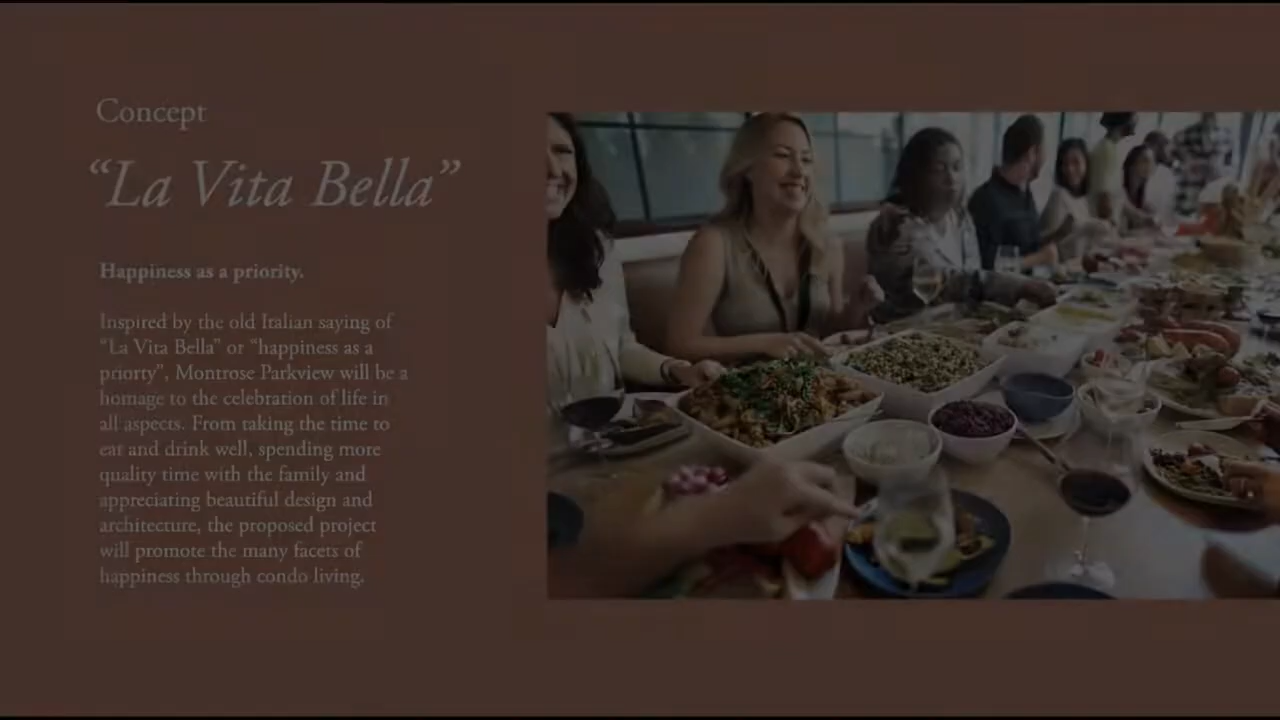 Concept
“La Vita Bella”
Happiness as a priority.
Inspired by the old Italian saying of
“La Vita Bella” or “happiness as a
priorty”, Montrose Parkview will be a
homage to the celebration of life in
all aspects. From taking the time to
eat and drink well, spending more
quality time with the family and
appreciating beautiful design and
architecture, the proposed project
will promote the many facets of
happiness through condo living.